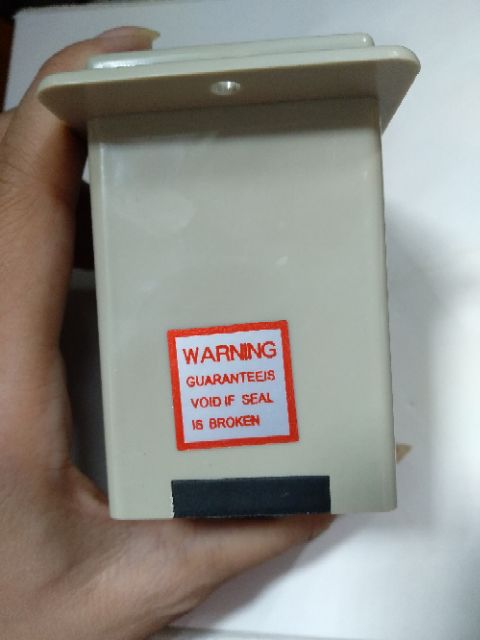 WARNING
GUARANTEEIS
VOID IF SEAL
IS BROKEN